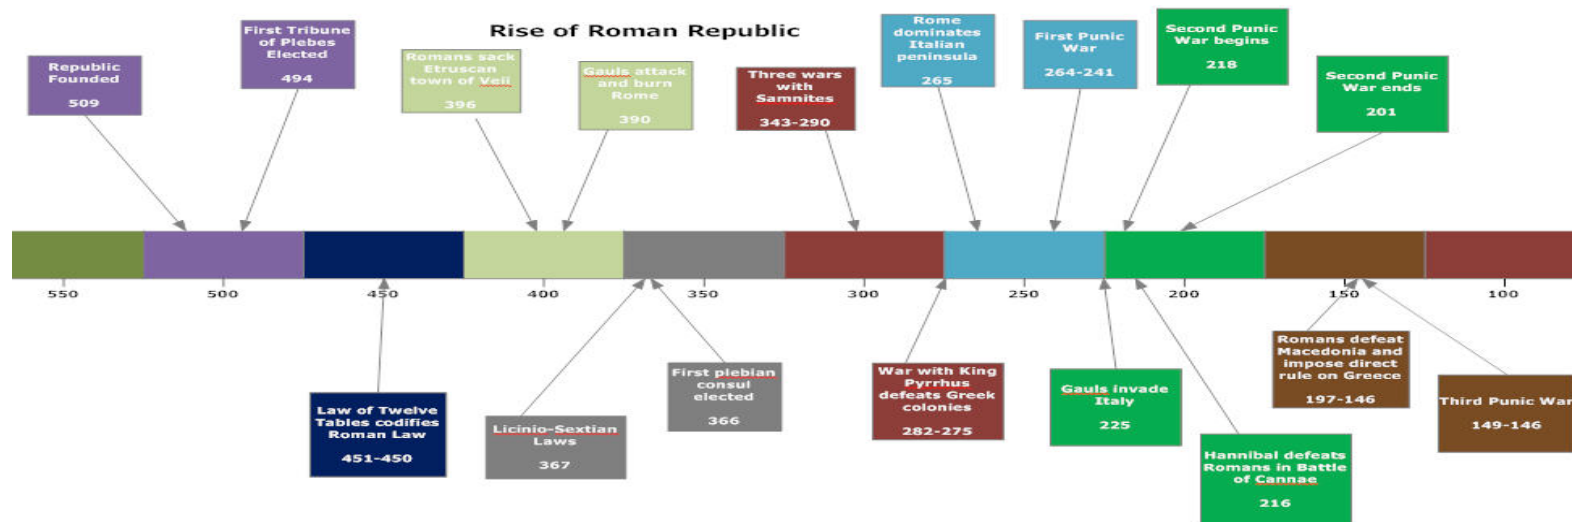 Rise of Roman Republic
Republic
Founded
509
First Tribune
of Plebes
Elected
494
Romans sack
Etruscan
town of Veii
396
Gauls attack
and burn
Rome
390
Three wars
with
Samnites
343-290
Rome
dominates
Italian
peninsula
265
First Punic
War
264-241
Second Punic
War begins
218
Second Punic
War ends
201
550
500
450
400
350
300
250
200
150
100
Law of Twelve
Tables codifies
Roman Law
451-450
Licinio-Sextian
Laws
367
First plebian
consul
elected
366
War with King
Pyrrhus
defeats Greek
colonies
282-275
Gauls invade
Italy
225
Hannibal defeats
Romans in Battle
of Cannae
216
Romans defeat
Macedonia and
impose direct
rule on Greece
197-146
Third Punic War
149-146